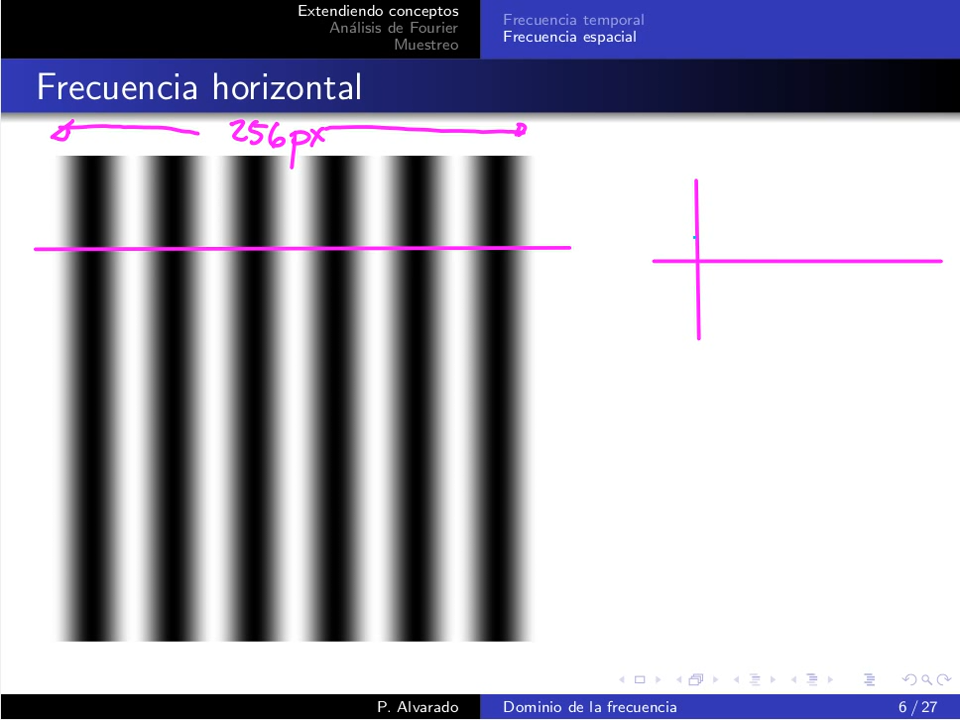 Extendiendo conceptos
Análisis de Fourier
Muestreo
Frecuencia temporal
Frecuencia espacial
Frecuencia horizontal
256px
P. Alvarado
Dominio de la frecuencia
6 / 27